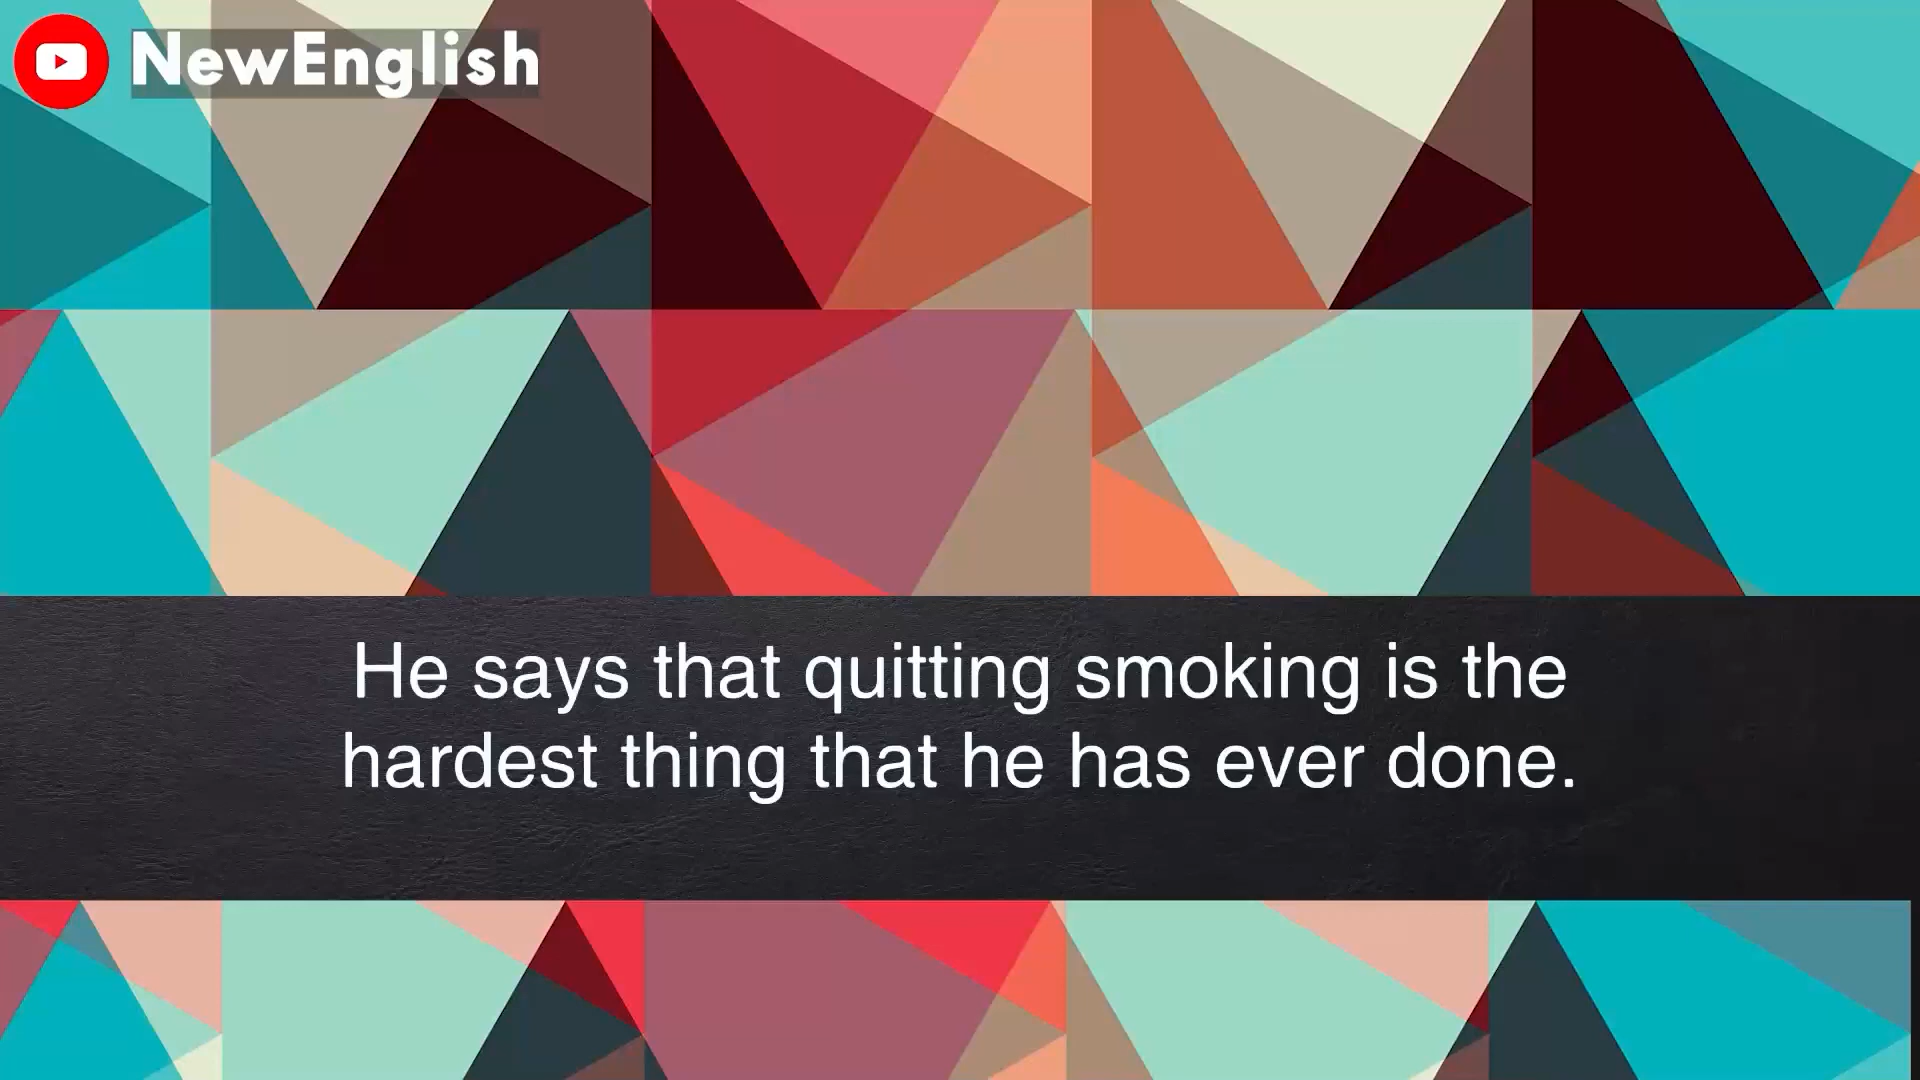 NewEnglish
He says that quitting smoking is the
hardest thing that he has ever done.